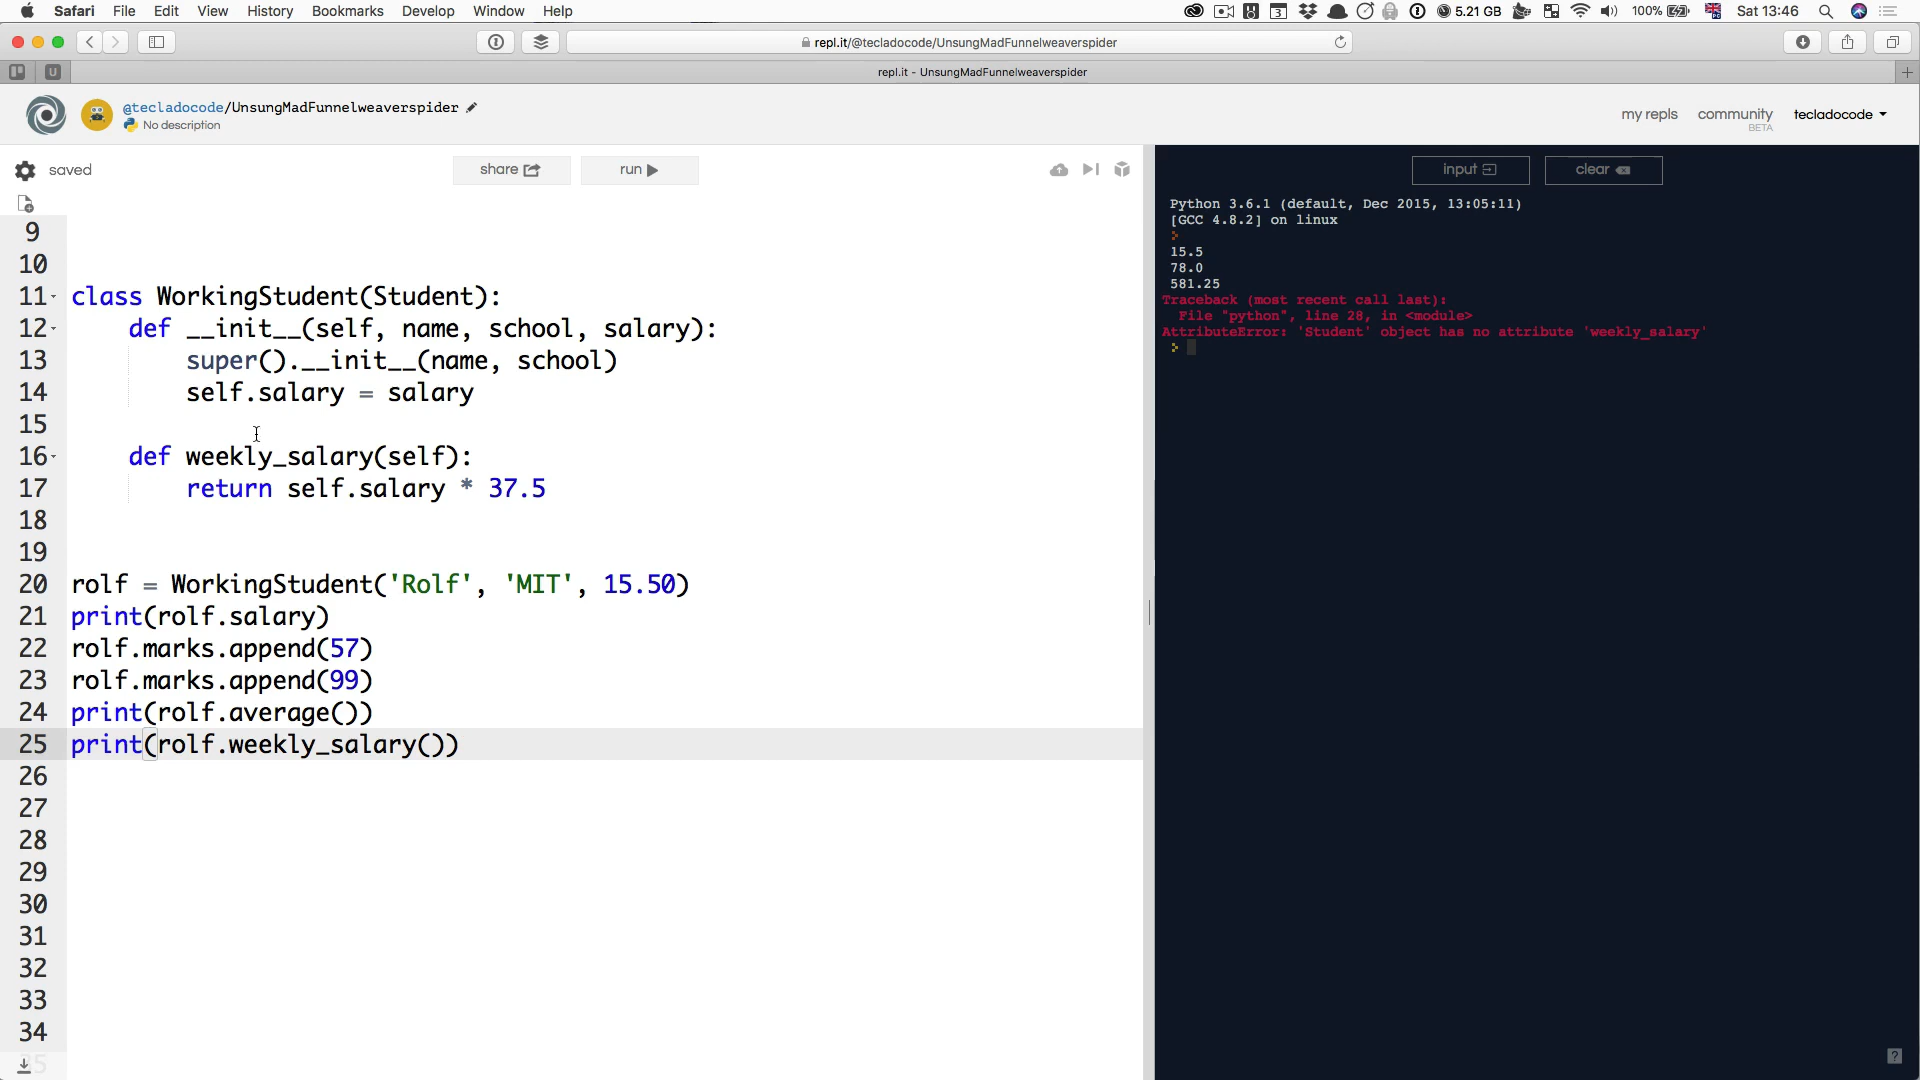 Safari File Edit View History Bookmarks Develop Window Help
3 5.21 GB 100% Sat 13:46
repl.it/@tecladocode/UnsungMadFunnelweaverspider
U repl.it - UnsungMadFunnelweaverspider
@tecladocode/UnsungMadFunnelweaverspider
No description
my repls community BETA tecladocode
saved share run
input clear
9
10
11 class WorkingStudent(Student):
12 def __init__(self, name, school, salary):
13 super().__init__(name, school)
14 self.salary = salary
15
16 def weekly_salary(self):
17 return self.salary * 37.5
18
19
20 rolf = WorkingStudent('Rolf', 'MIT', 15.50)
21 print(rolf.salary)
22 rolf.marks.append(57)
23 rolf.marks.append(99)
24 print(rolf.average())
25 print(rolf.weekly_salary())
26
27
28
29
30
31
32
33
34
35
Python 3.6.1 (default, Dec 2015, 13:05:11)
[GCC 4.8.2] on linux
15.5
78.0
581.25
Traceback (most recent call last):
File "python", line 28, in <module>
AttributeError: 'Student' object has no attribute 'weekly_salary'
?